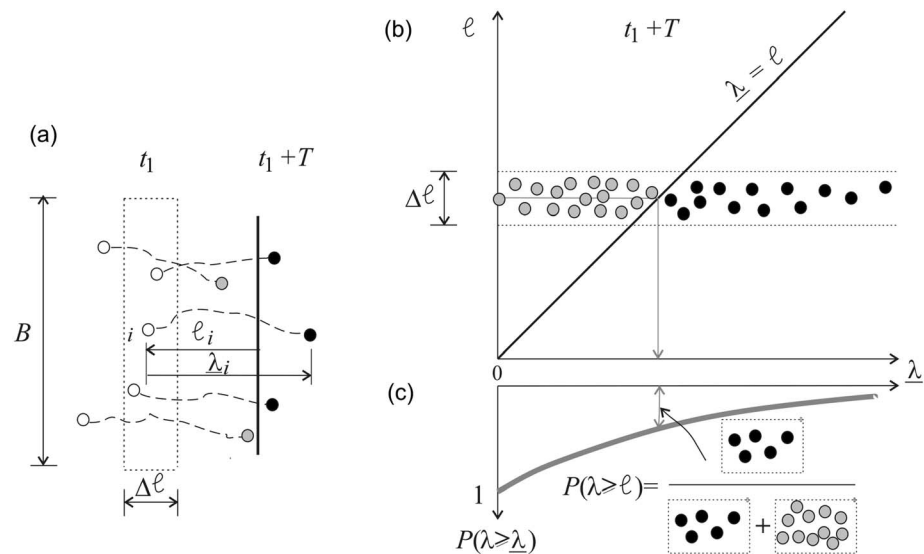 (a)
t₁
t₁ + T
B
i
ℓᵢ
λᵢ
Δℓ
(b)
ℓ
t₁ + T
λ = ℓ
Δℓ
0
λ
(c)
1
P(λ≥ℓ)=
+
P(λ≥λ)